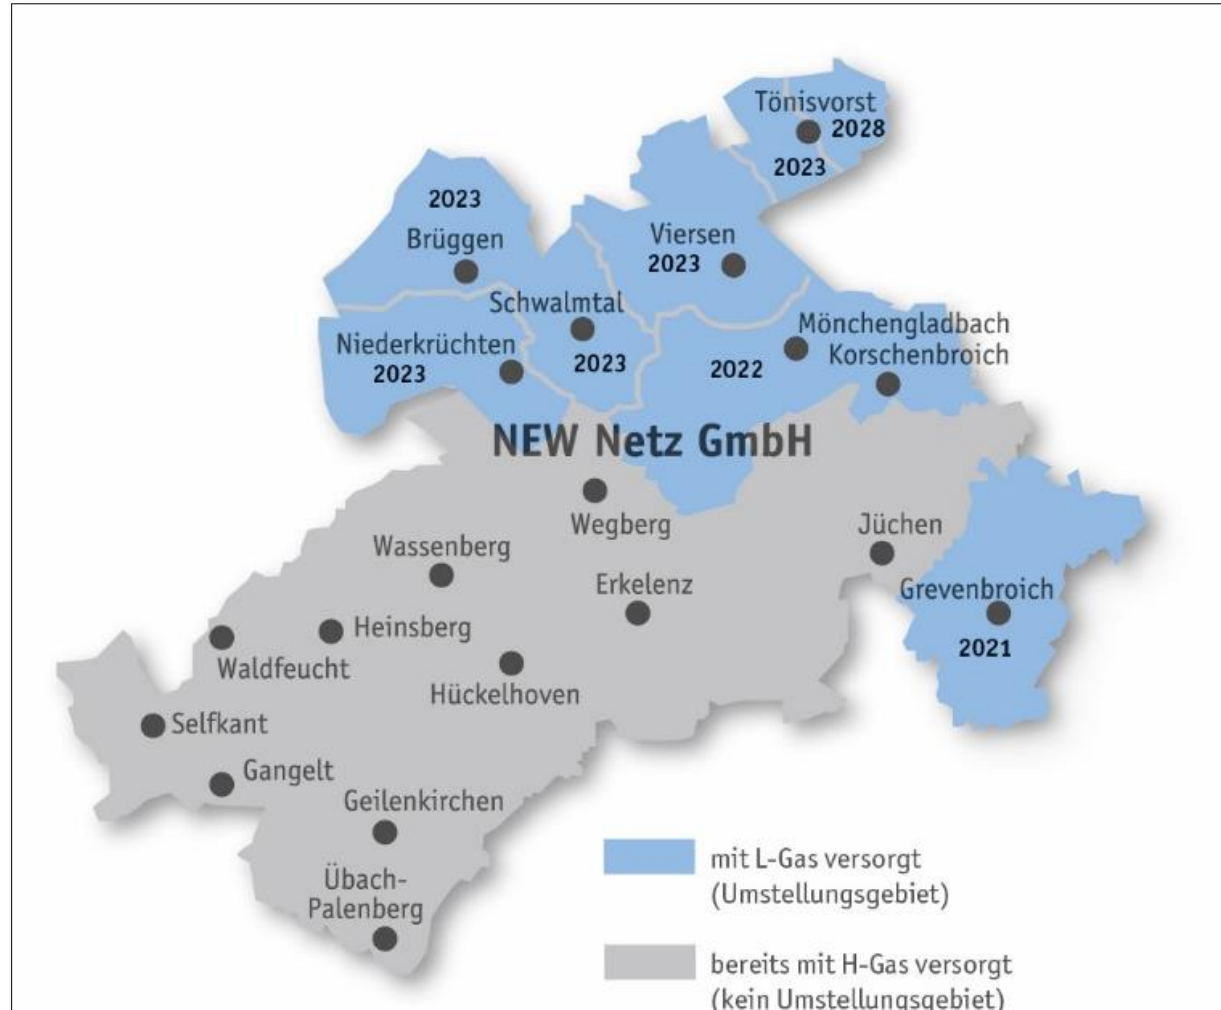 Tönisvorst
2028
2023
2023
Brüggen
Viersen
2023
Schwalmtal
2023
Niederkrüchten
2023
Mönchengladbach
Korschenbroich
2022
NEW Netz GmbH
Wegberg
Jüchen
Wassenberg
Erkelenz
Grevenbroich
2021
Heinsberg
Waldfeucht
Hückelhoven
Selfkant
Gangelt
Geilenkirchen
Übach-
Palenberg
mit L-Gas versorgt
(Umstellungsgebiet)
bereits mit H-Gas versorgt
(kein Umstellungsgebiet)